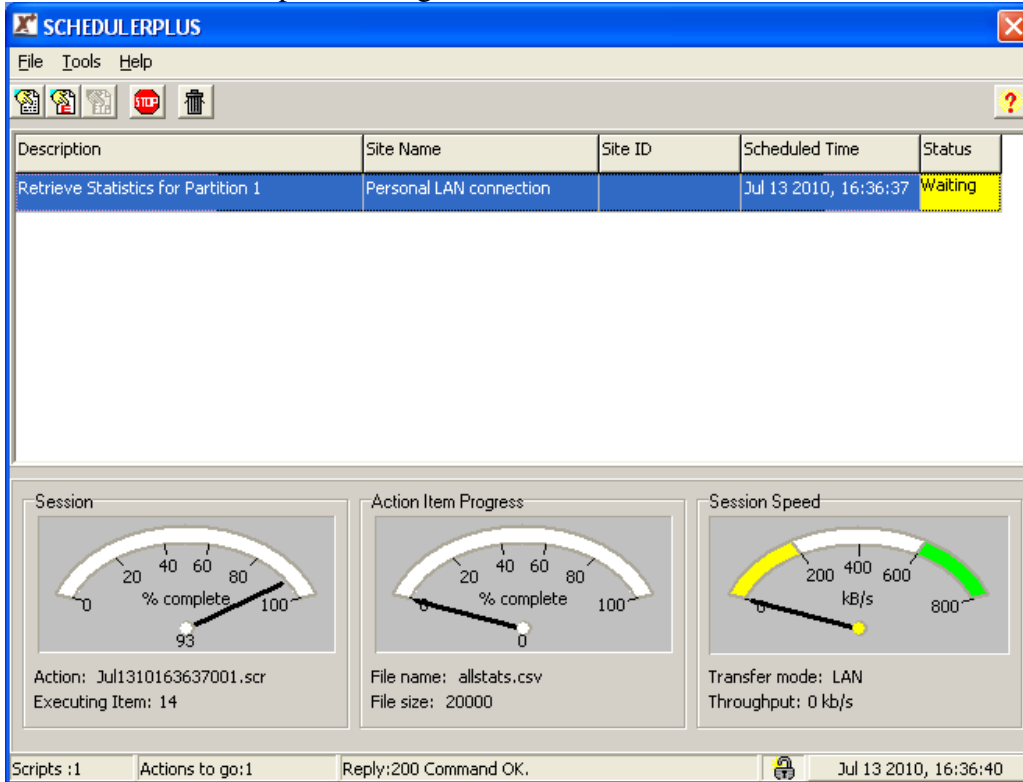 SCHEDULERPLUS
File Tools Help
STOP ?
Description Site Name Site ID Scheduled Time Status
Retrieve Statistics for Partition 1 Personal LAN connection Jul 13 2010, 16:36:37 Waiting
Session Action Item Progress Session Speed
0 20 40 60 80 100 0 20 40 60 80 100 0 200 400 600 800
% complete % complete kB/s
93 0
Action: Jul1310163637001.scr File name: allstats.csv Transfer mode: LAN
Executing Item: 14 File size: 20000 Throughput: 0 kb/s
Scripts :1 Actions to go:1 Reply:200 Command OK. Jul 13 2010, 16:36:40